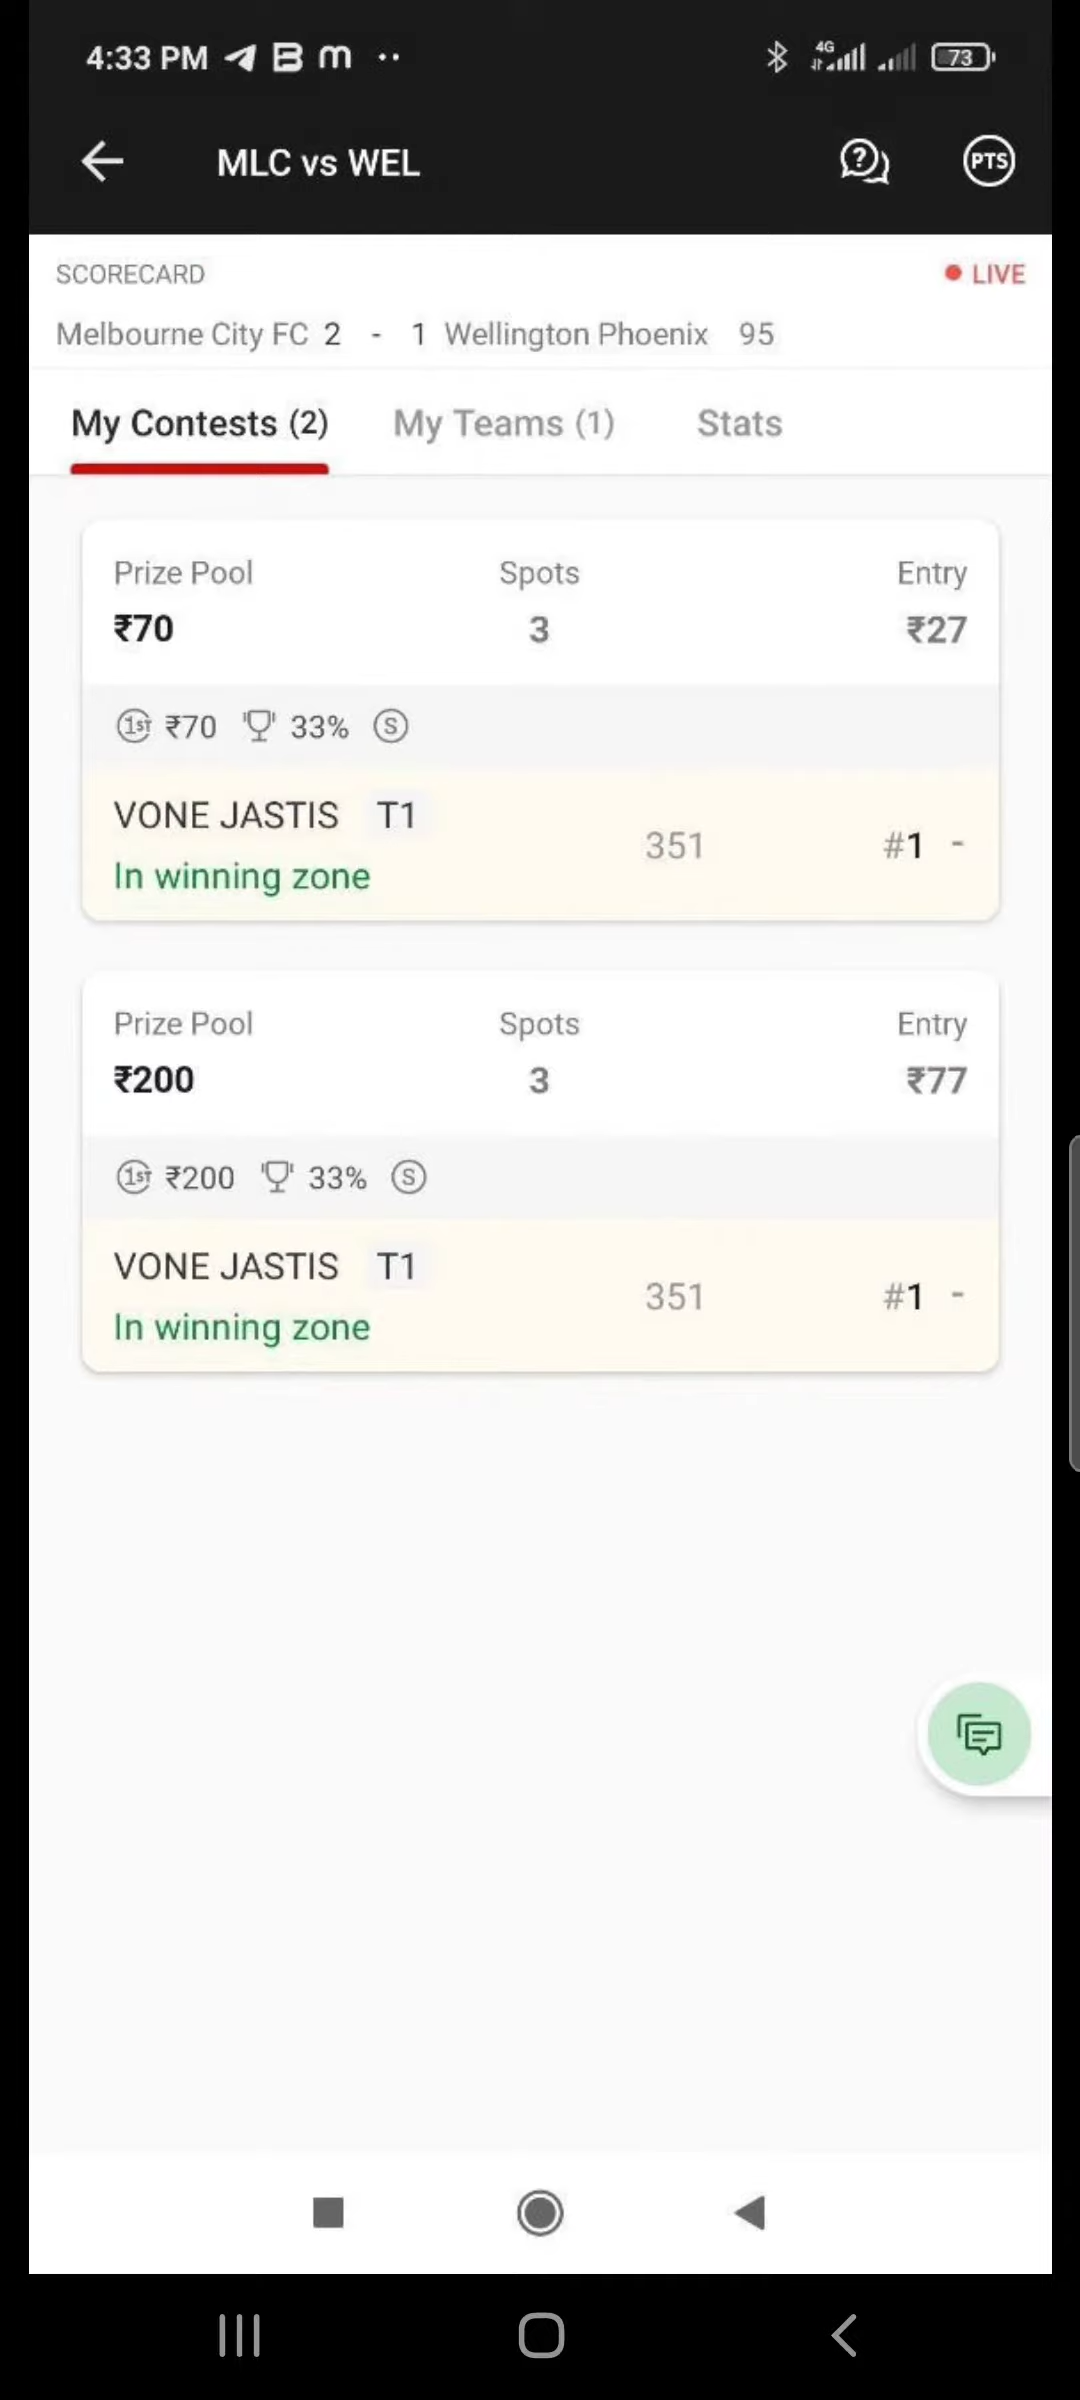 4:33 PM 4G 73
MLC vs WEL PTS
SCORECARD LIVE
Melbourne City FC 2 - 1 Wellington Phoenix 95
My Contests (2) My Teams (1) Stats
Prize Pool Spots Entry
₹70 3 ₹27
1ST ₹70 33% S
VONE JASTIS T1
351 #1 -
In winning zone
Prize Pool Spots Entry
₹200 3 ₹77
1ST ₹200 33% S
VONE JASTIS T1
351 #1 -
In winning zone